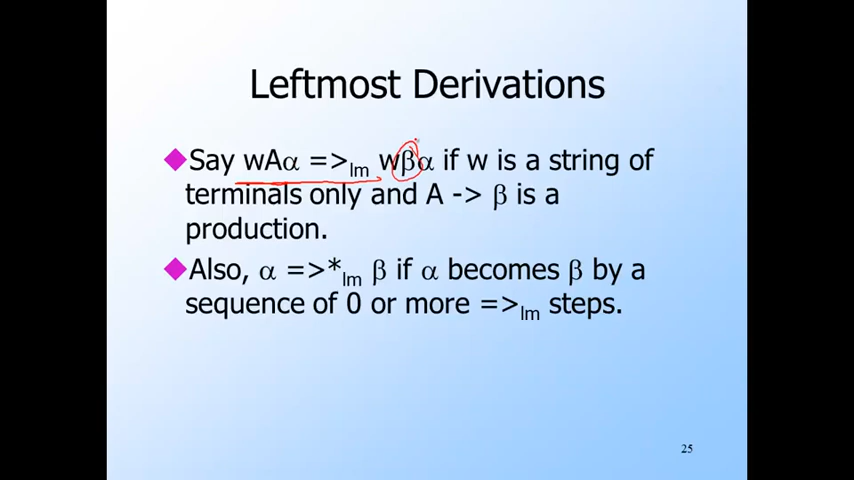 Leftmost Derivations
Say wAα =>lm wβα if w is a string of
terminals only and A -> β is a
production.
Also, α =>*lm β if α becomes β by a
sequence of 0 or more =>lm steps.
25